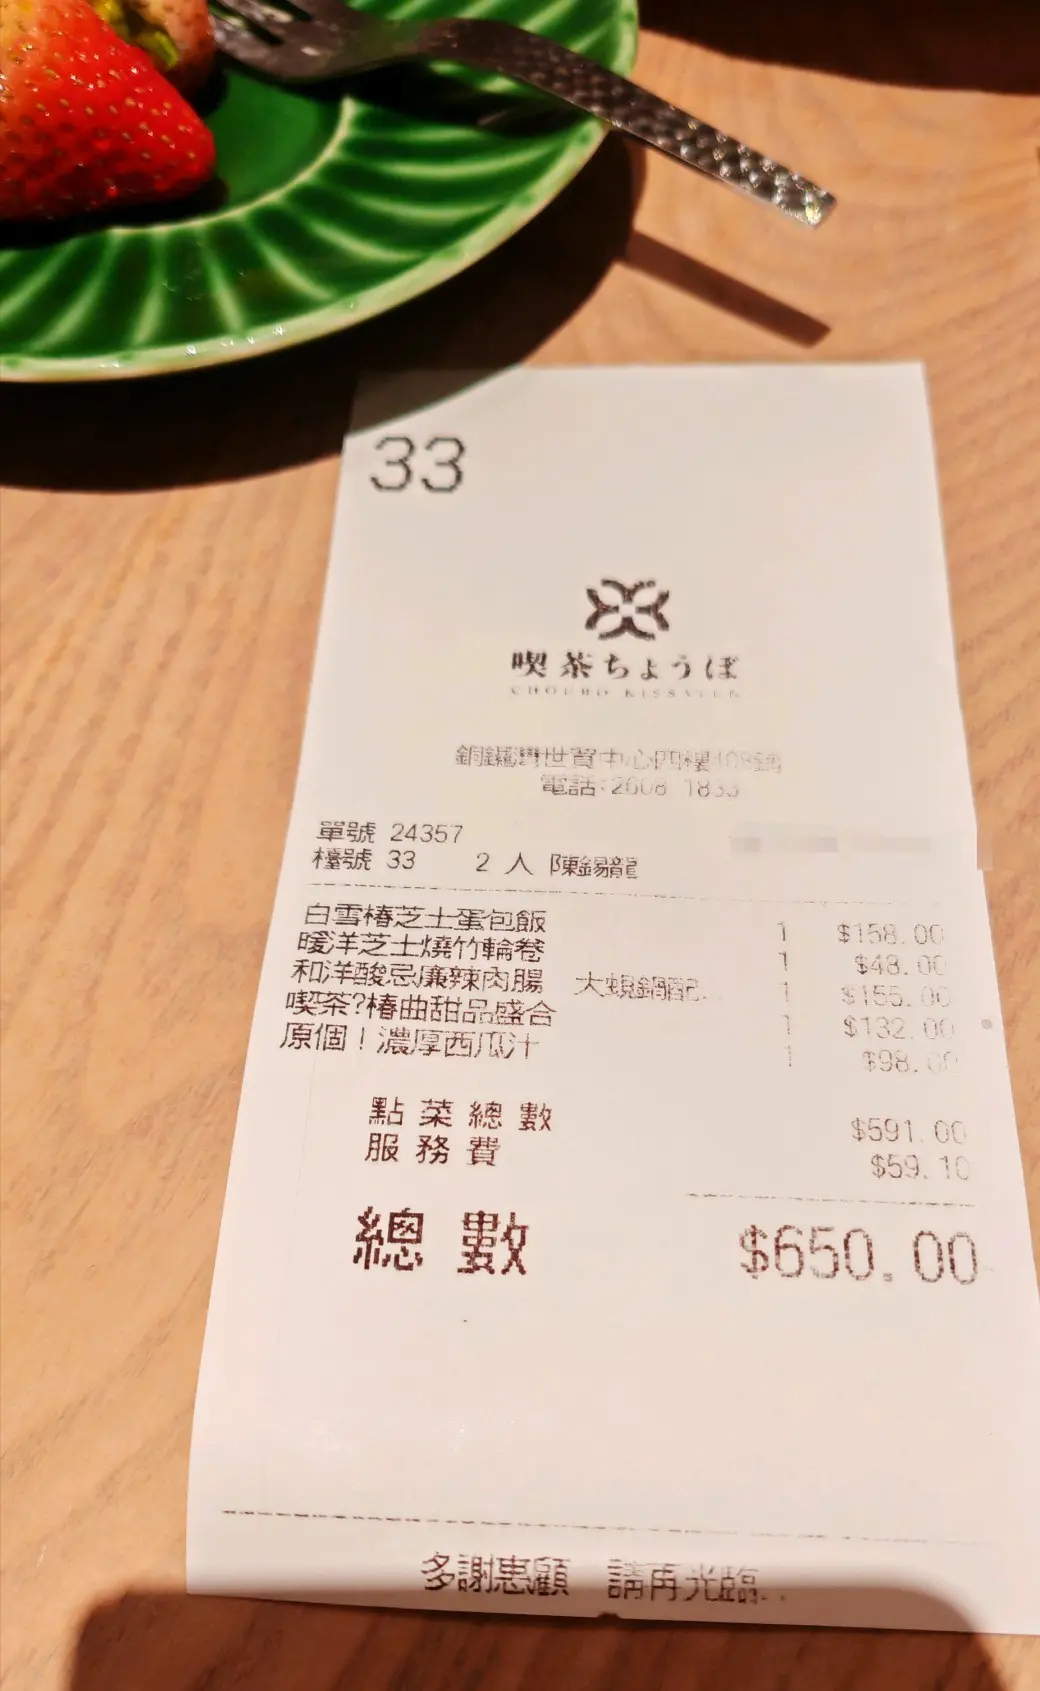 33
喫茶ちょうぼ
CHOUBO KISSATEN
銅鑼灣世貿中心四樓408舖
電話:2608 1833
單號 24357
檯號 33 2 人 陳錫龍
白雪椿芝士蛋包飯 1 $158.00
暖洋芝士燒竹輪卷 1 $48.00
和洋酸忌廉辣肉腸 大蜆鍋配 1 $155.00
喫茶?椿曲甜品盛合 1 $132.00
原個!濃厚西瓜汁 1 $98.00
點菜總數 $591.00
服務費 $59.10
總數 $650.00
多謝惠顧 請再光臨..